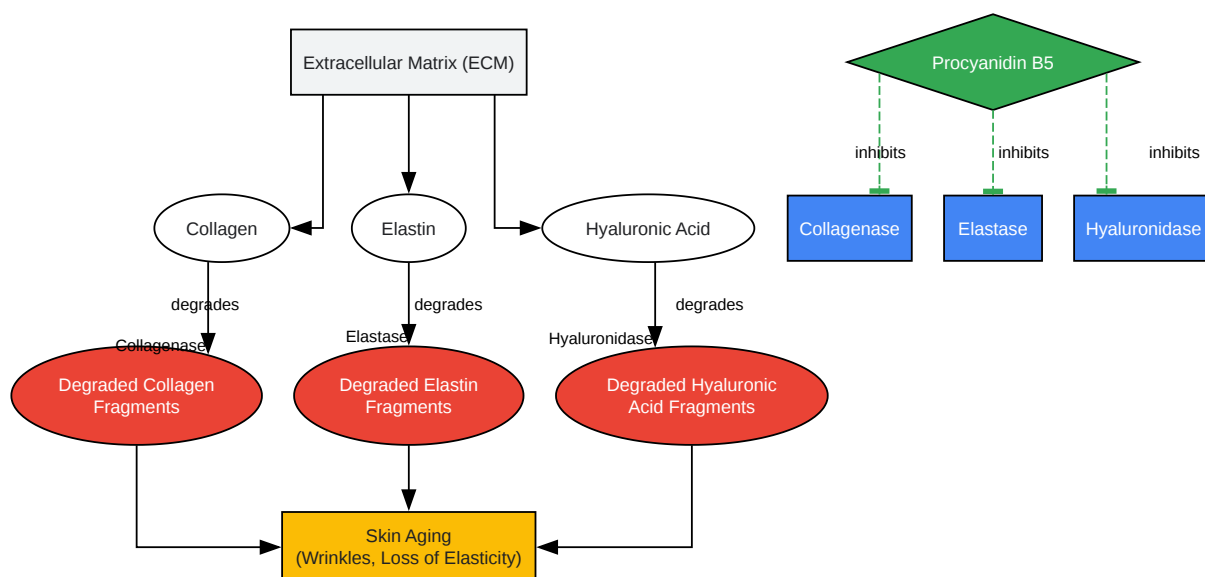 Extracellular Matrix (ECM)
Procyanidin B5
inhibits
inhibits
inhibits
Collagen
Elastin
Hyaluronic Acid
Collagenase
Elastase
Hyaluronidase
degrades
degrades
degrades
Collagenase
Elastase
Hyaluronidase
Degraded Collagen
Fragments
Degraded Elastin
Fragments
Degraded Hyaluronic
Acid Fragments
Skin Aging
(Wrinkles, Loss of Elasticity)